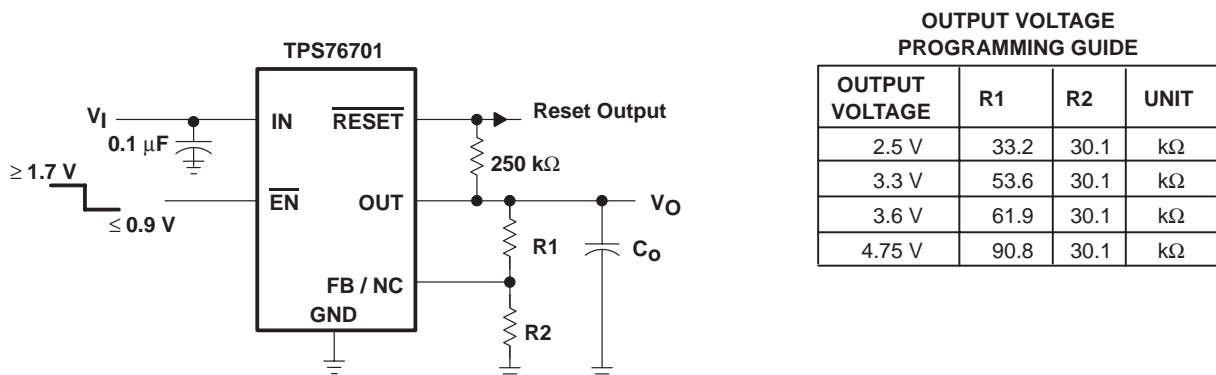 TPS76701
VI
0.1 μF
≥ 1.7 V
≤ 0.9 V
IN
RESET
EN
OUT
FB / NC
GND
Reset Output
250 kΩ
VO
R1
Co
R2
OUTPUT VOLTAGE
PROGRAMMING GUIDE
OUTPUT VOLTAGE R1 R2 UNIT
2.5 V 33.2 30.1 kΩ
3.3 V 53.6 30.1 kΩ
3.6 V 61.9 30.1 kΩ
4.75 V 90.8 30.1 kΩ